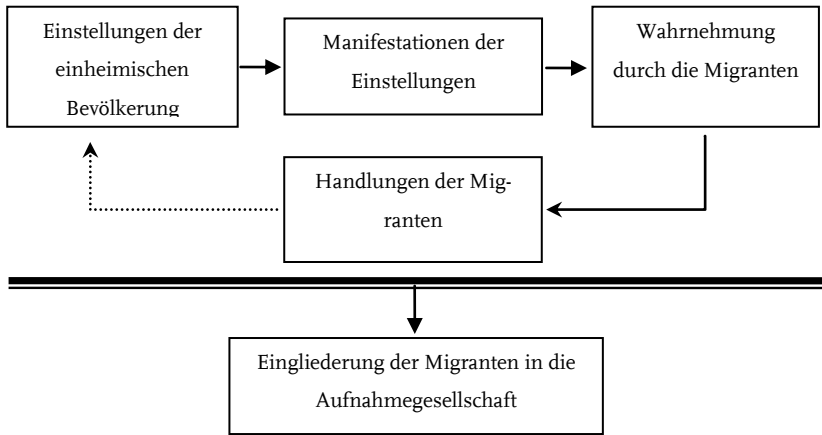 Einstellungen der
einheimischen
Bevölkerung
Manifestationen der
Einstellungen
Wahrnehmung
durch die Migranten
Handlungen der Mig-
ranten
Eingliederung der Migranten in die
Aufnahmegesellschaft